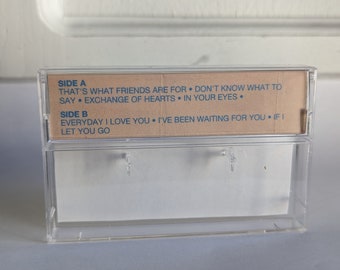 SIDE A
THAT'S WHAT FRIENDS ARE FOR • DON'T KNOW WHAT TO
SAY • EXCHANGE OF HEARTS • IN YOUR EYES •
SIDE B
EVERYDAY I LOVE YOU • I'VE BEEN WAITING FOR YOU • IF I
LET YOU GO